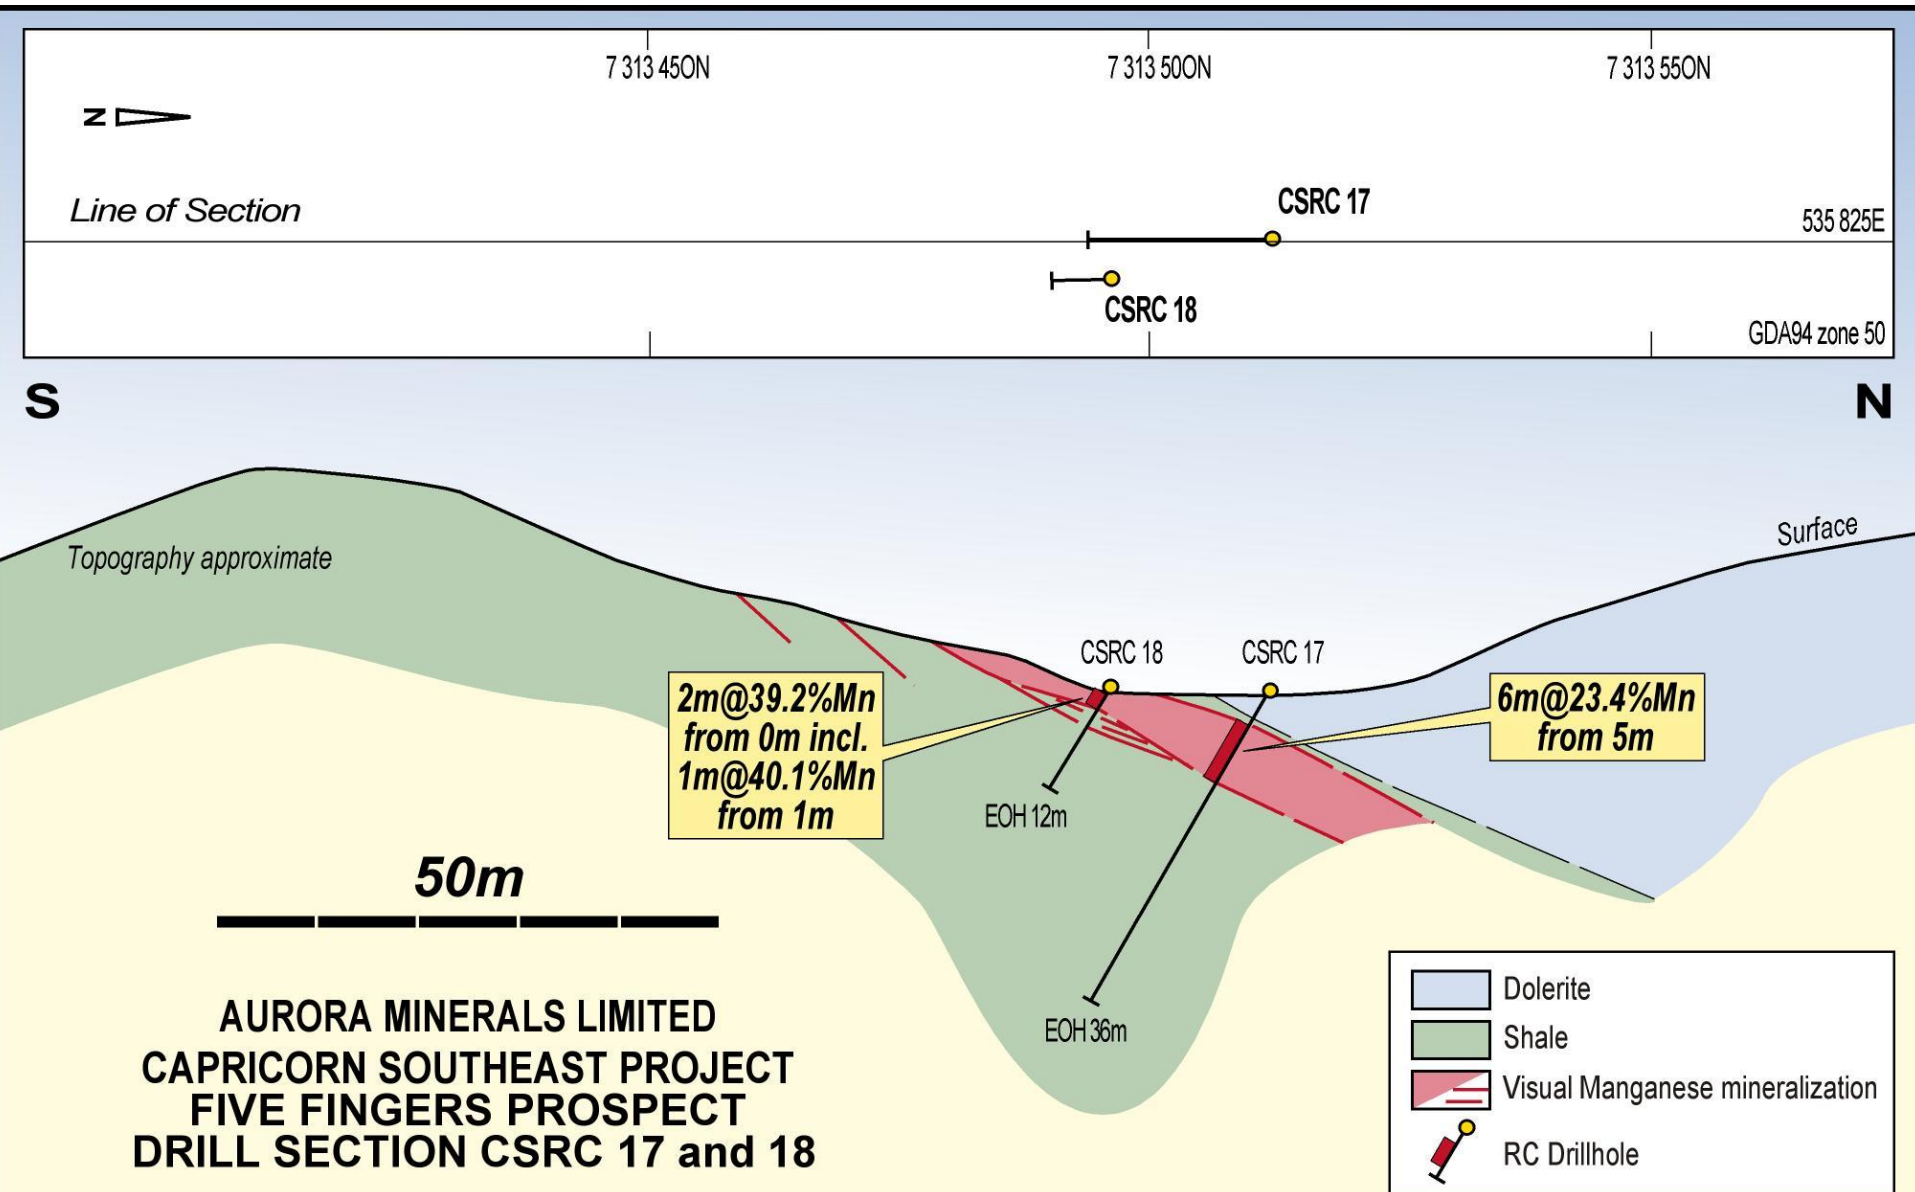 7 313 450N
7 313 500N
7 313 550N
N
Line of Section
CSRC 17
535 825E
CSRC 18
GDA94 zone 50
S
N
Topography approximate
Surface
CSRC 18
CSRC 17
2m@39.2%Mn
from 0m incl.
1m@40.1%Mn
from 1m
6m@23.4%Mn
from 5m
EOH 12m
50m
EOH 36m
AURORA MINERALS LIMITED
CAPRICORN SOUTHEAST PROJECT
FIVE FINGERS PROSPECT
DRILL SECTION CSRC 17 and 18
Dolerite
Shale
Visual Manganese mineralization
RC Drillhole